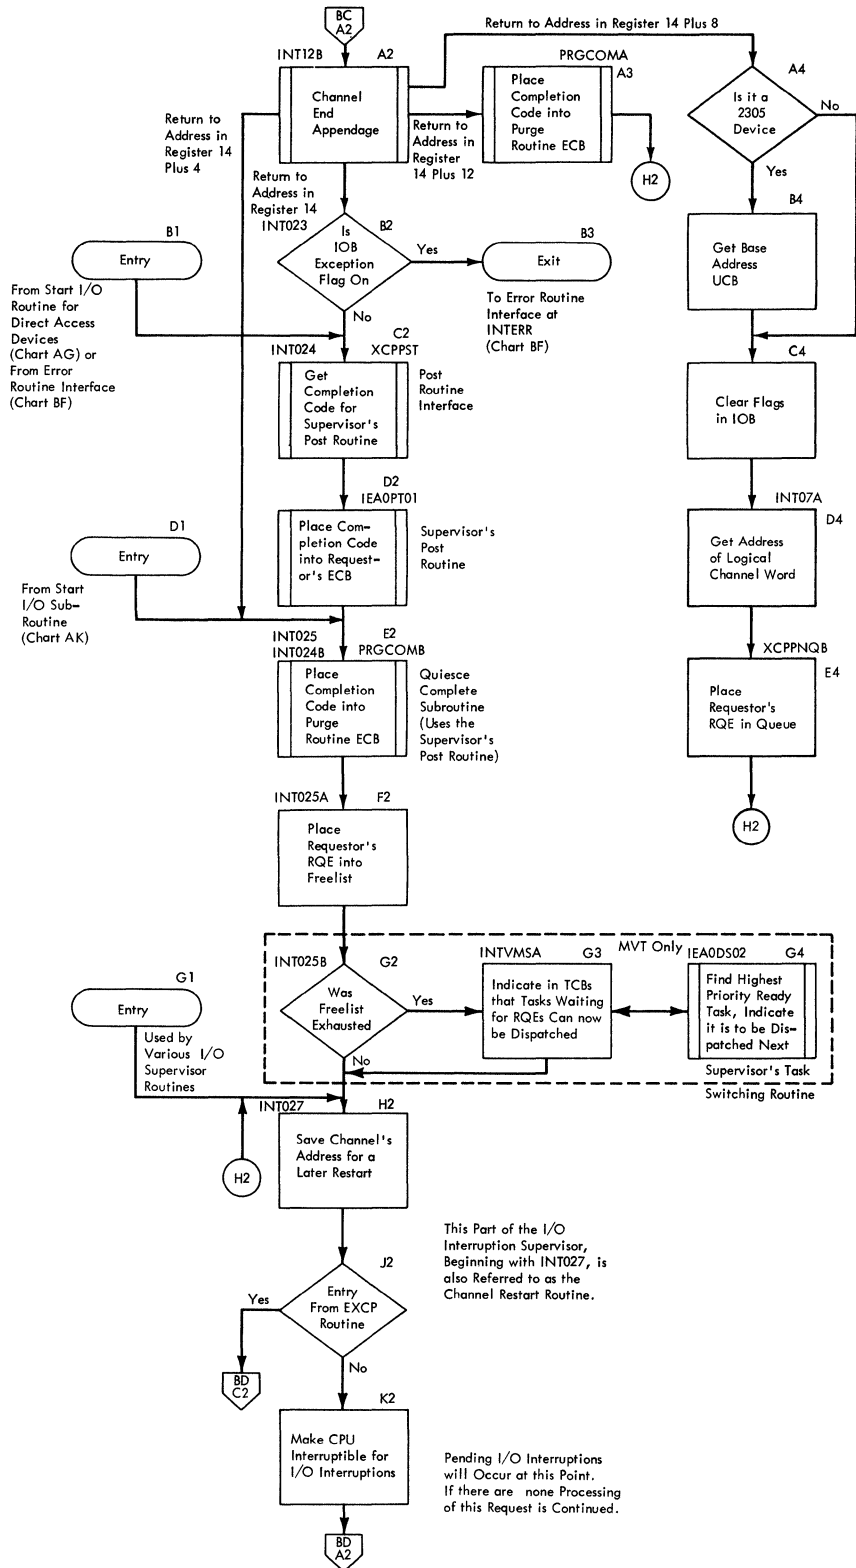 BC
A2
Return to Address in Register 14 Plus 8
INT12B
A2
Channel
End
Appendage
PRGCOMA
A3
Place
Completion
Code into
Purge
Routine ECB
A4
Is it a
2305
Device
No
Yes
Return to
Address in
Register 14
Plus 4
Return to
Address in
Register
14 Plus 12
H2
Return to
Address in
Register 14
INT023
B2
Is
IOB
Exception
Flag On
Yes
No
B3
Exit
To Error Routine
Interface at
INTERR
(Chart BF)
B4
Get Base
Address
UCB
B1
Entry
From Start I/O
Routine for
Direct Access
Devices
(Chart AG) or
From Error
Routine Interface
(Chart BF)
INT024
C2
XCPPST
Get
Completion
Code for
Supervisor's
Post Routine
Post
Routine
Interface
C4
Clear Flags
in IOB
D2
IEA0PT01
Place Com-
pletion Code
into Request-
or's ECB
Supervisor's
Post
Routine
INT07A
D4
Get Address
of Logical
Channel Word
D1
Entry
From Start
I/O Sub-
Routine
(Chart AK)
INT025
INT024B
E2
PRGCOMB
Place
Completion
Code into
Purge
Routine ECB
Quiesce
Complete
Subroutine
(Uses the
Supervisor's
Post Routine)
XCPPNQB
E4
Place
Requestor's
RQE in Queue
H2
INT025A
F2
Place
Requestor's
RQE into
Freelist
INT025B
G2
Was
Freelist
Exhausted
Yes
No
INTVMSA
G3
Indicate in TCBs
that Tasks Waiting
for RQEs Can now
be Dispatched
MVT Only
IEA0DS02
G4
Find Highest
Priority Ready
Task, Indicate
it is to be Dis-
patched Next
Supervisor's Task
Switching Routine
G1
Entry
Used by
Various I/O
Supervisor
Routines
H2
INT027
H2
Save Channel's
Address for a
Later Restart
This Part of the I/O
Interruption Supervisor,
Beginning with INT027, is
also Referred to as the
Channel Restart Routine.
J2
Entry
From EXCP
Routine
Yes
No
BD
C2
K2
Make CPU
Interruptible for
I/O Interruptions
Pending I/O Interruptions
will Occur at this Point.
If there are none Processing
of this Request is Continued.
BD
A2